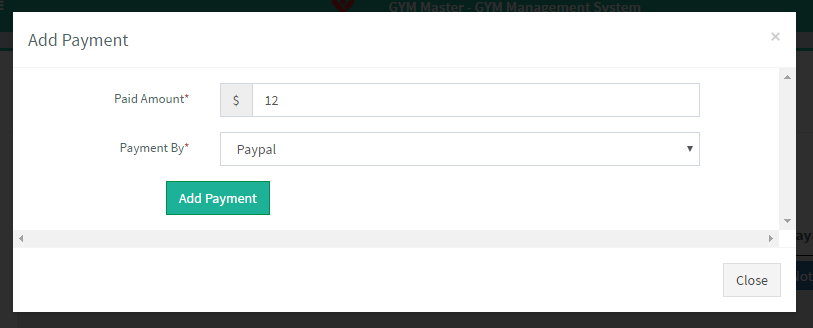 GYM Master - GYM Management System
Add Payment
×
Paid Amount*
$ 12
Payment By*
Paypal
Add Payment
Close